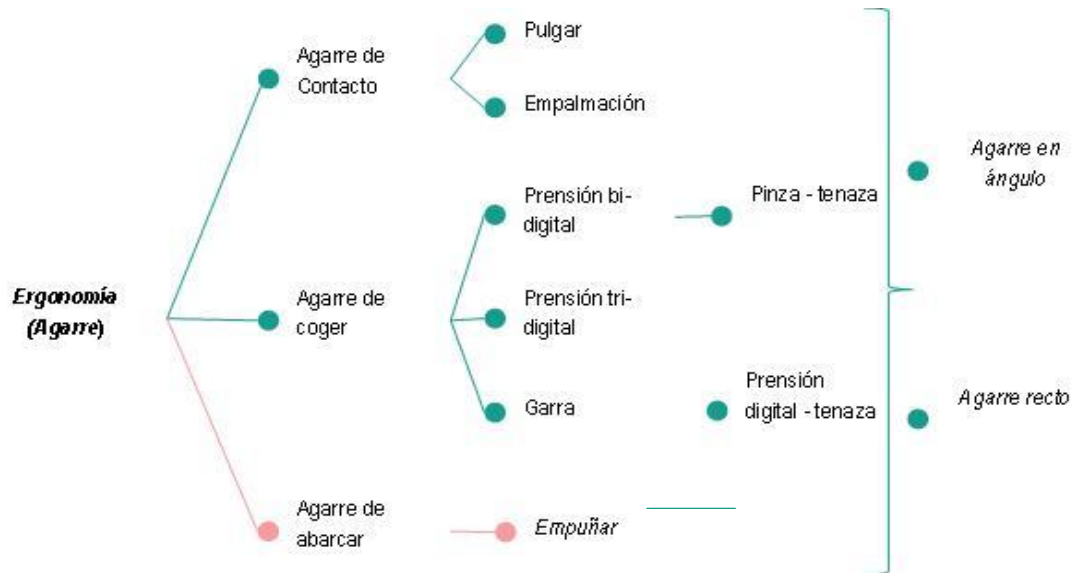 Ergonomía
(Agarre)
Agarre de
Contacto
Agarre de
coger
Agarre de
abarcar
Pulgar
Empalmación
Prensión bi-
digital
Prensión tri-
digital
Garra
Empuñar
Pinza - tenaza
Prensión
digital - tenaza
Agarre en
ángulo
Agarre recto